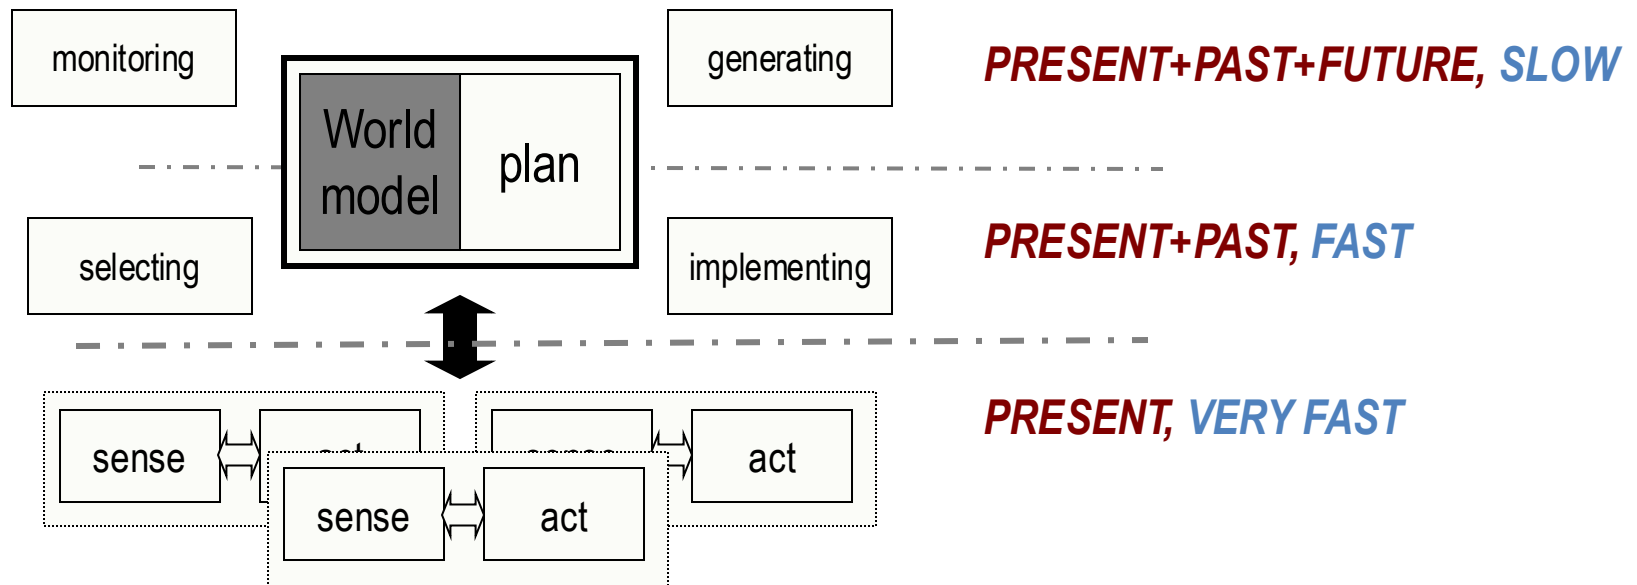 monitoring
generating
PRESENT+PAST+FUTURE, SLOW
World
model
plan
selecting
implementing
PRESENT+PAST, FAST
PRESENT, VERY FAST
sense
act
sense
act